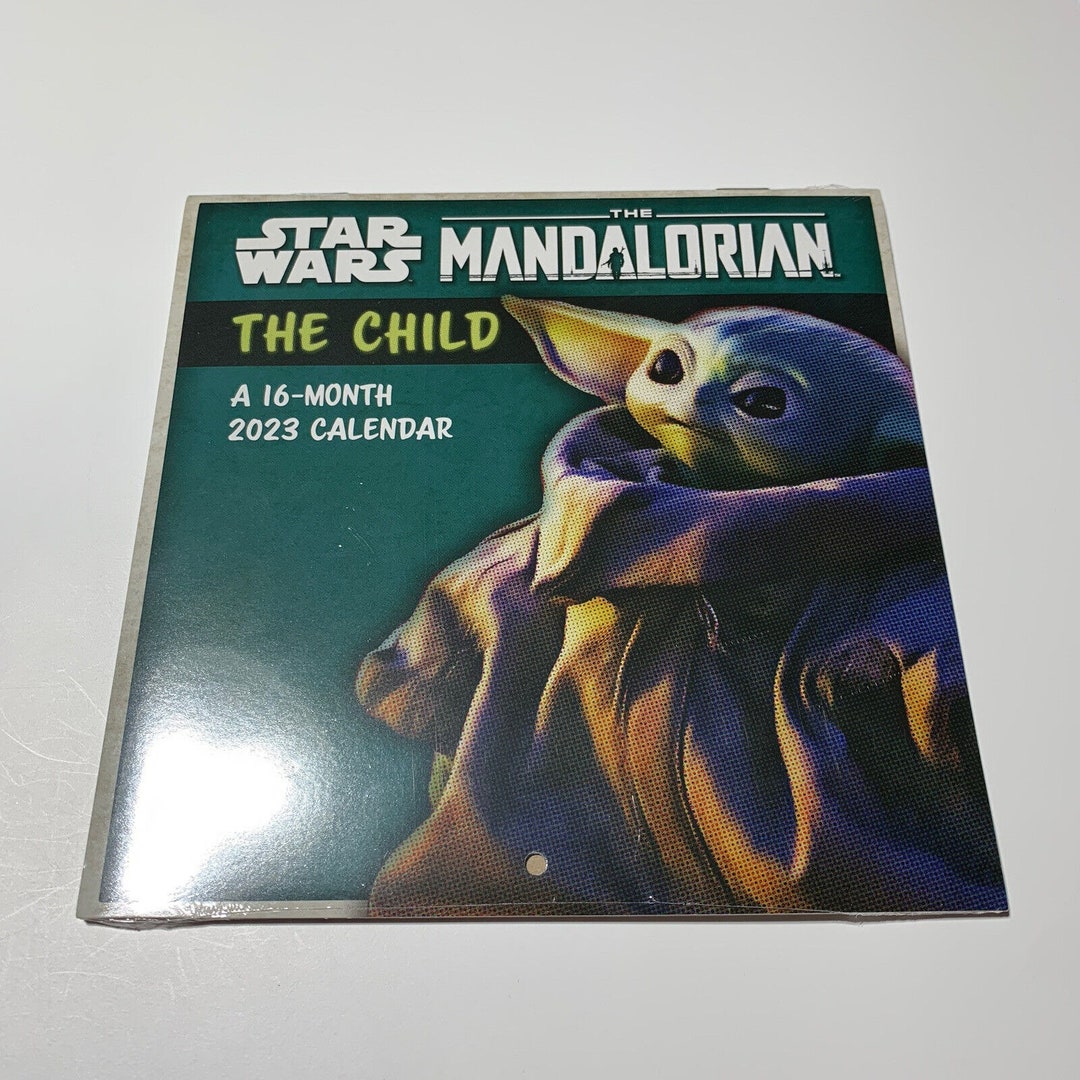 STAR WARS
THE MANDALORIAN
THE CHILD
A 16-MONTH
2023 CALENDAR